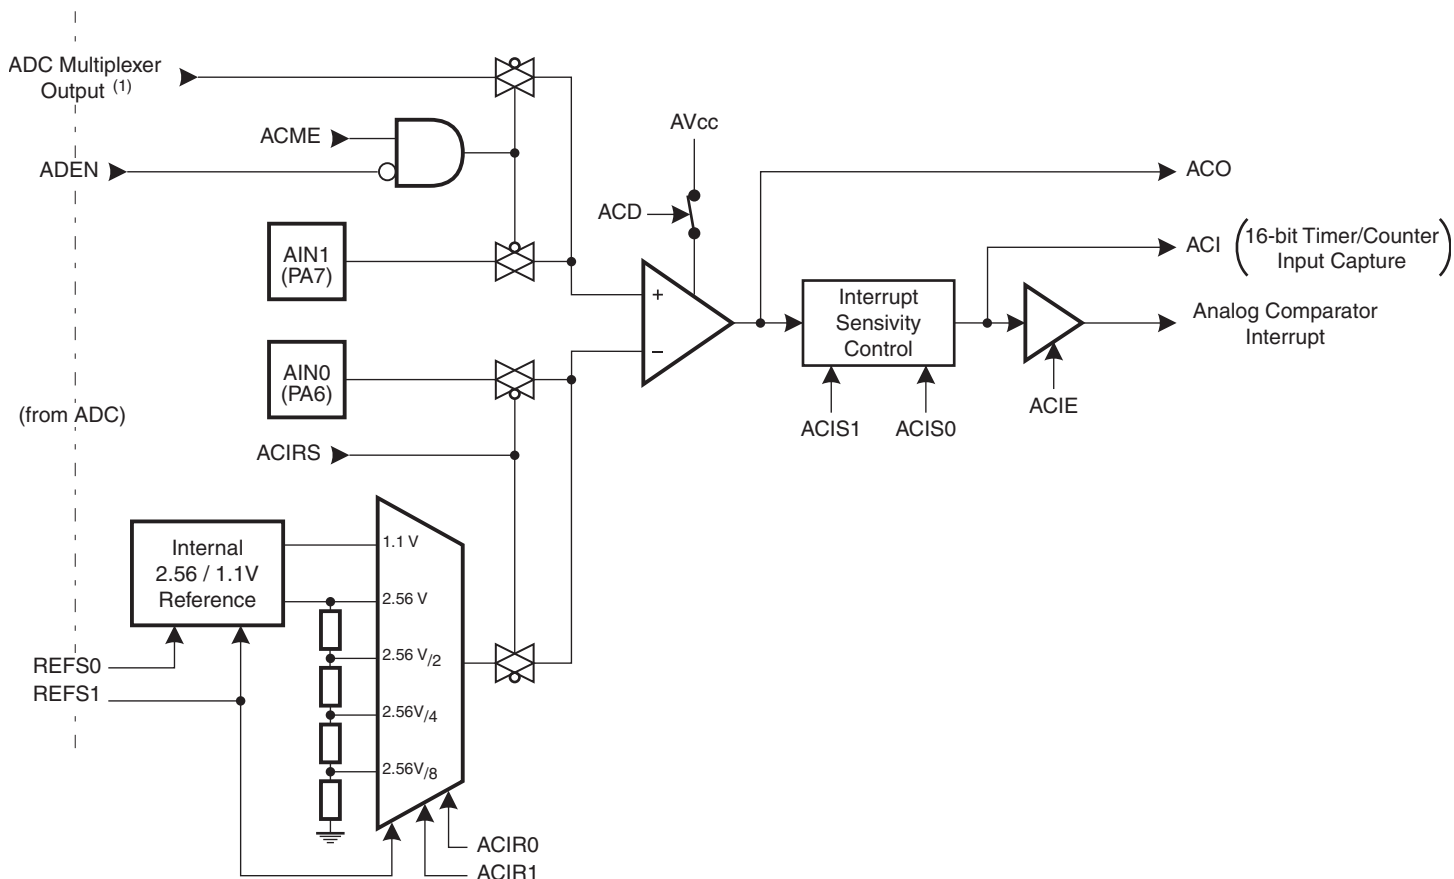 ADC Multiplexer
Output (1)
ACME
ADEN
AIN1
(PA7)
AIN0
(PA6)
(from ADC)
ACIRS
Internal
2.56 / 1.1V
Reference
REFS0
REFS1
1.1 V
2.56 V
2.56 V/2
2.56V/4
2.56V/8
ACIR0
ACIR1
AVcc
ACD
+
−
Interrupt
Sensivity
Control
ACIS1
ACIS0
ACIE
ACO
ACI (16-bit Timer/Counter
Input Capture)
Analog Comparator
Interrupt